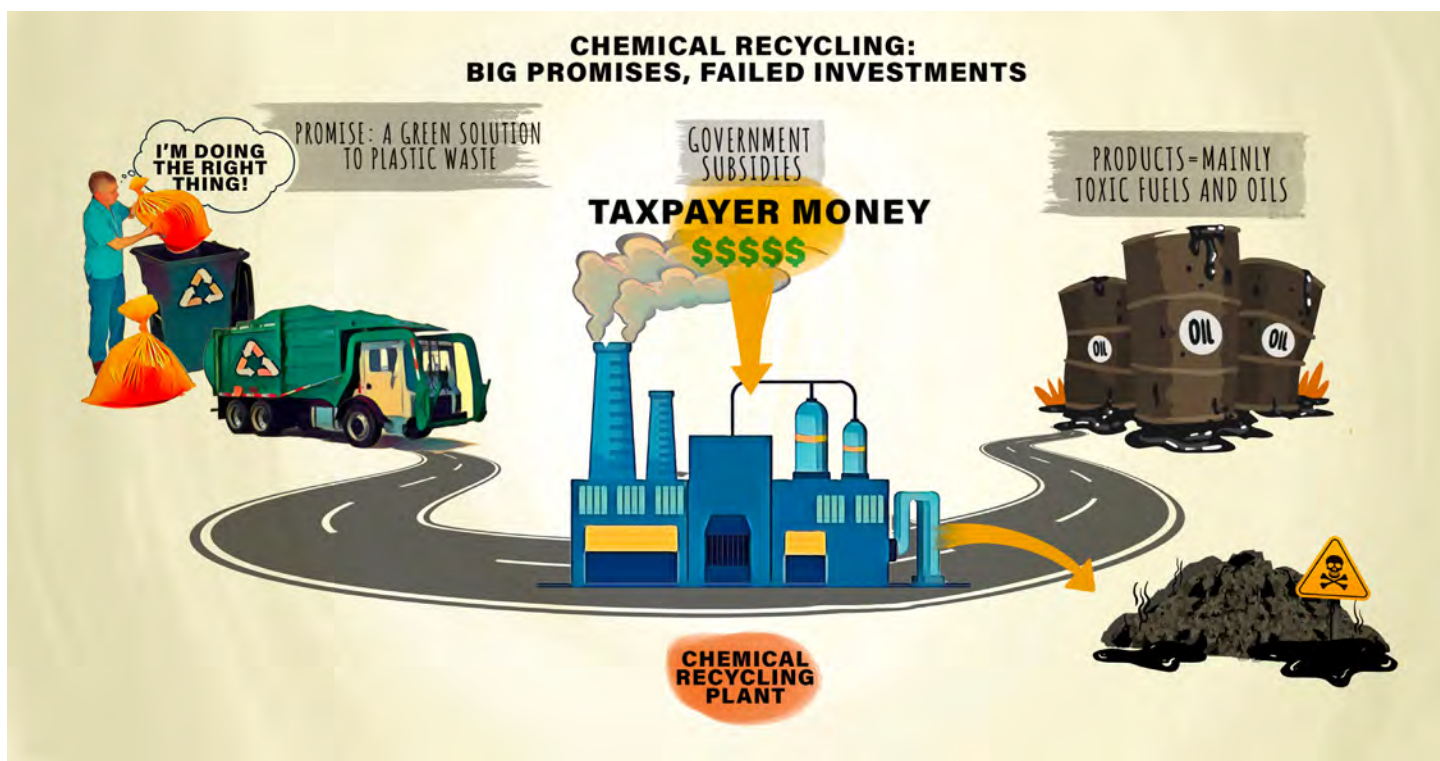 CHEMICAL RECYCLING:
BIG PROMISES, FAILED INVESTMENTS
I'M DOING
THE RIGHT
THING!
PROMISE: A GREEN SOLUTION
TO PLASTIC WASTE
GOVERNMENT
SUBSIDIES
TAXPAYER MONEY
$$$$$
PRODUCTS=MAINLY
TOXIC FUELS AND OILS
OIL
OIL
OIL
CHEMICAL
RECYCLING
PLANT